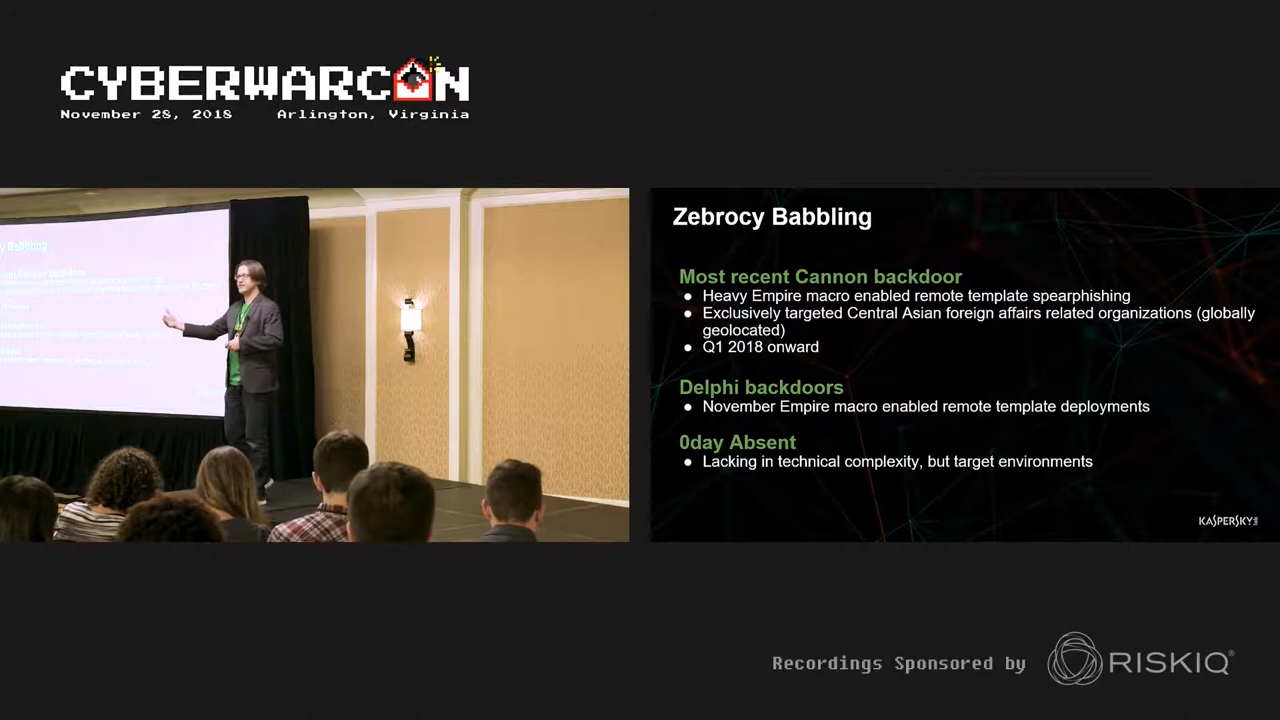 CYBERWARCON
November 28, 2018 Arlington, Virginia
y Babbling
Zebrocy Babbling
Most recent Cannon backdoor
● Heavy Empire macro enabled remote template spearphishing
● Exclusively targeted Central Asian foreign affairs related organizations (globally
geolocated)
● Q1 2018 onward
Delphi backdoors
● November Empire macro enabled remote template deployments
0day Absent
● Lacking in technical complexity, but target environments
KASPERSKY
Recordings Sponsored by RISKIQ®